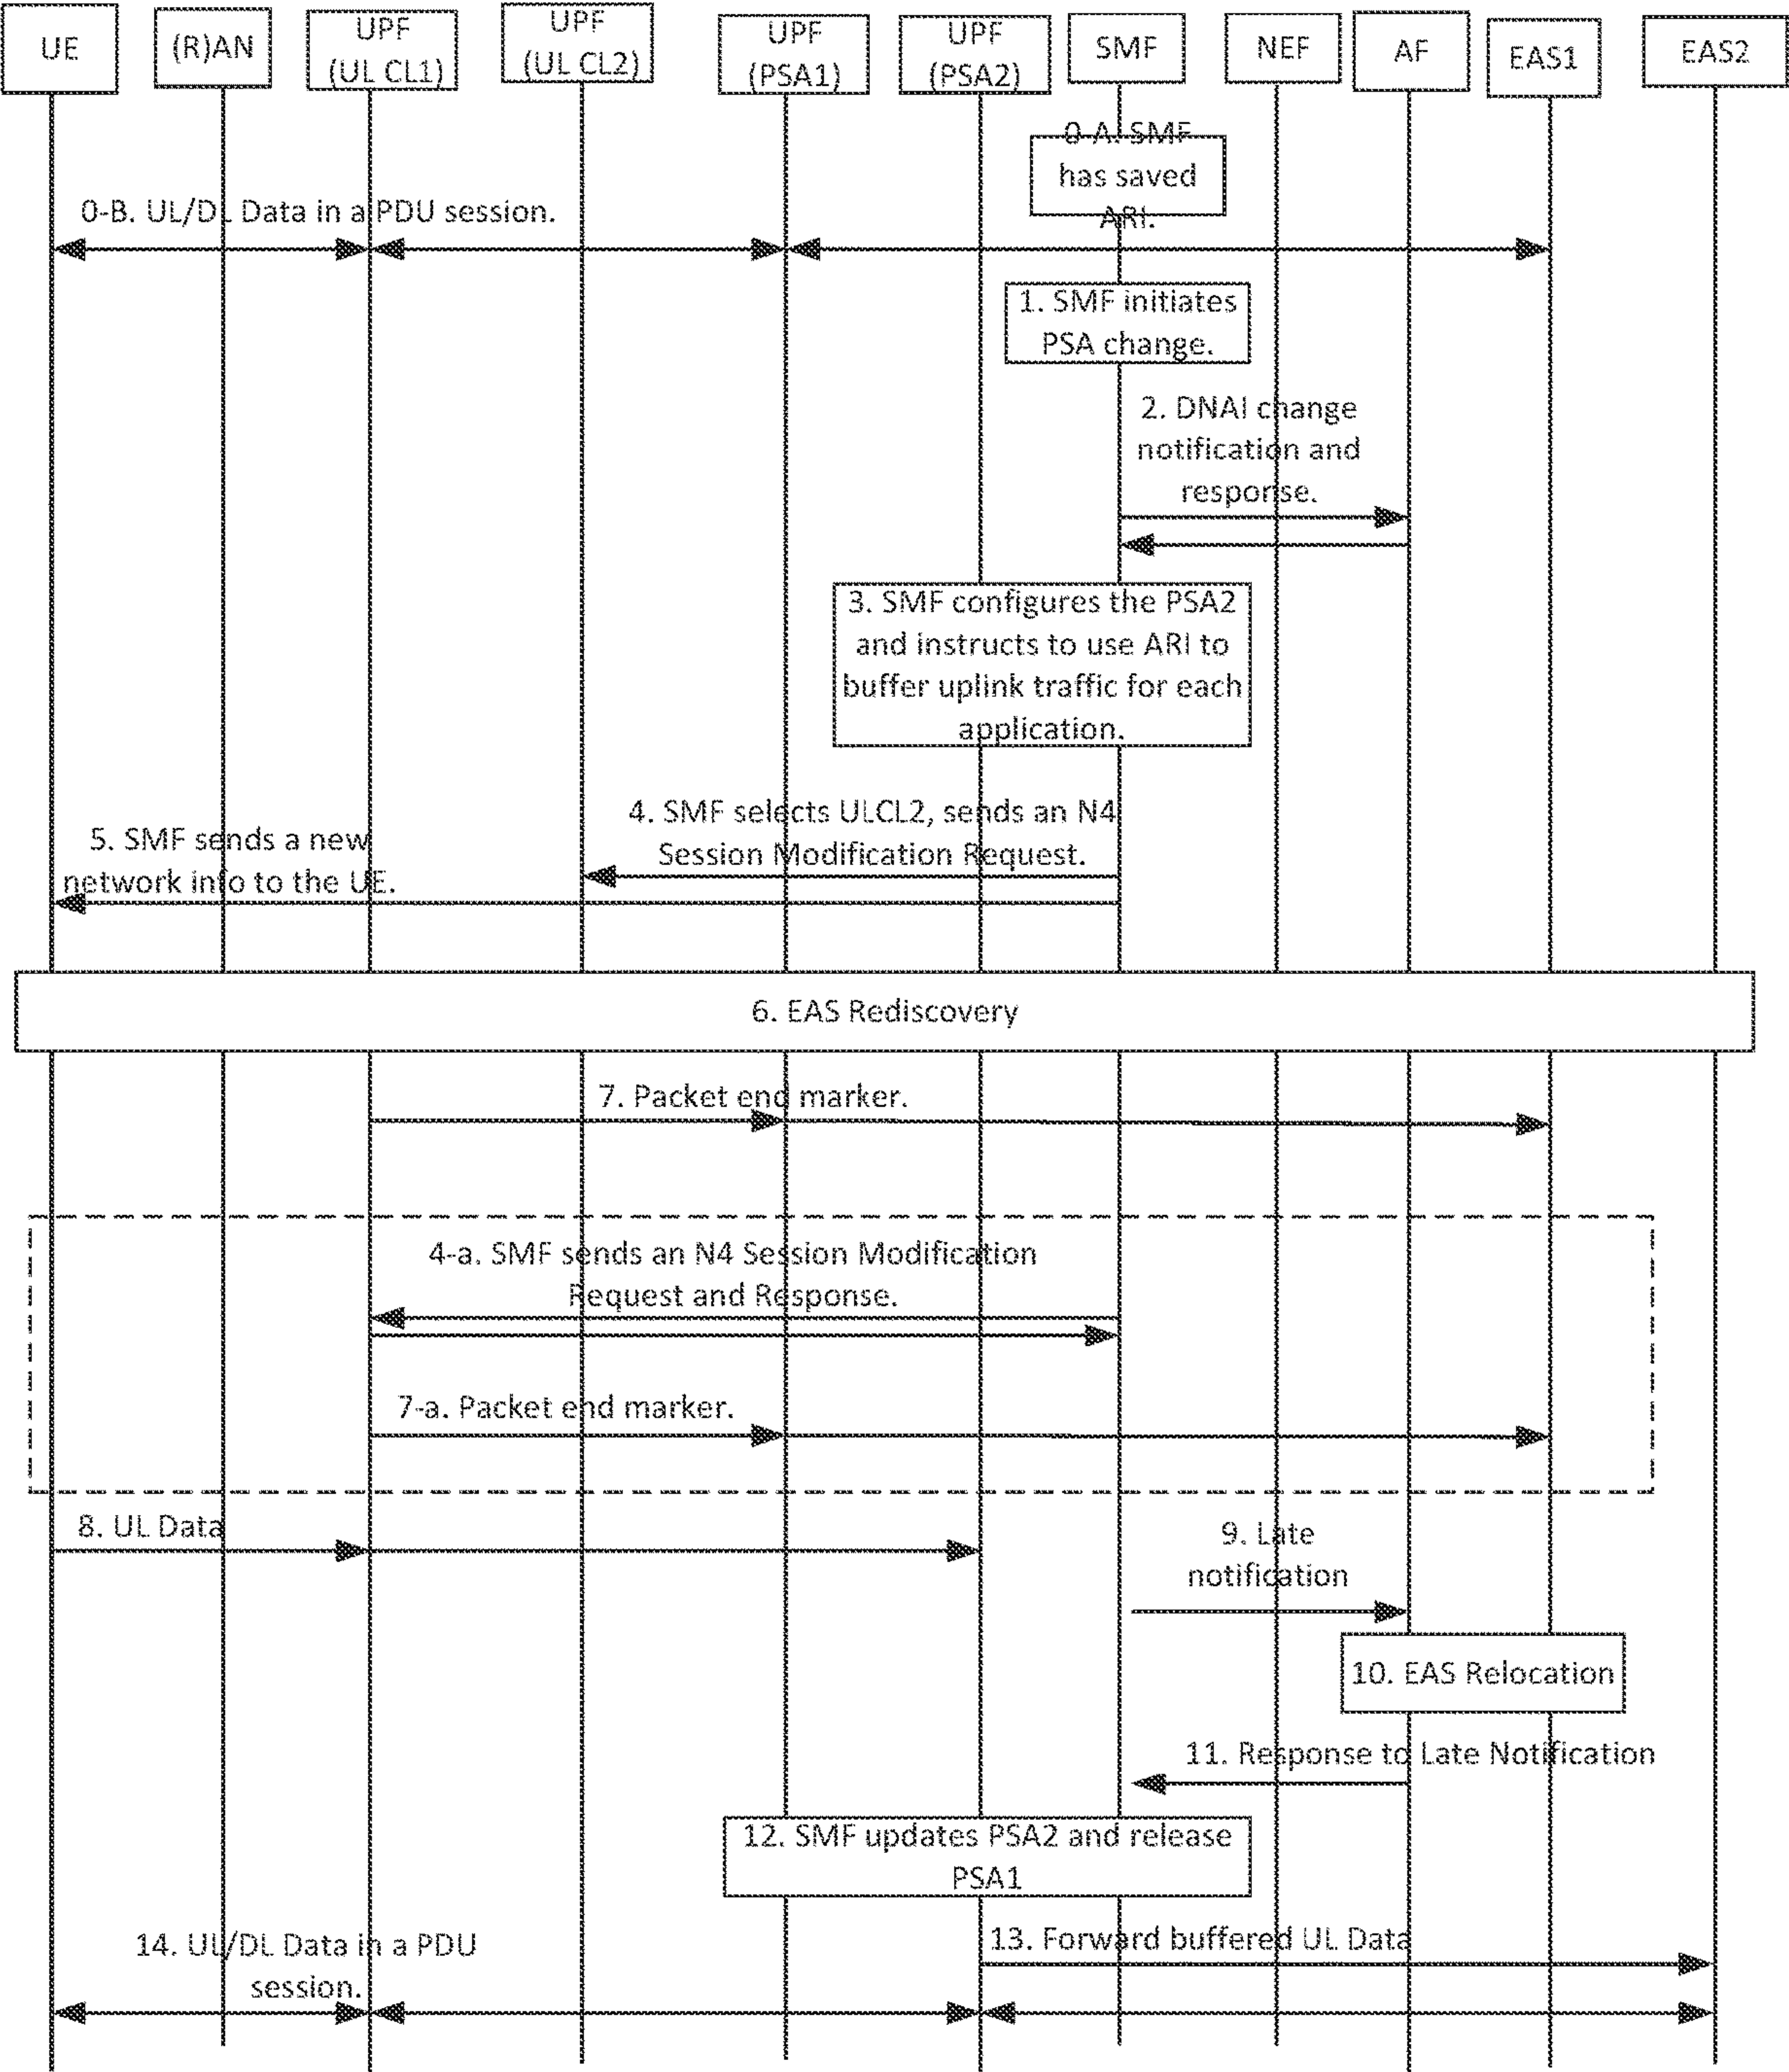 UE
(R)AN
UPF
(UL CL1)
UPF
(UL CL2)
UPF
(PSA1)
UPF
(PSA2)
SMF
NEF
AF
EAS1
EAS2
0-A. SMF
has saved
ARI.
0-B. UL/DL Data in a PDU session.
1. SMF initiates
PSA change.
2. DNAI change
notification and
response.
3. SMF configures the PSA2
and instructs to use ARI to
buffer uplink traffic for each
application.
4. SMF selects ULCL2, sends an N4
Session Modification Request.
5. SMF sends a new
network info to the UE.
6. EAS Rediscovery
7. Packet end marker.
4-a. SMF sends an N4 Session Modification
Request and Response.
7-a. Packet end marker.
8. UL Data
9. Late
notification
10. EAS Relocation
11. Response to Late Notification
12. SMF updates PSA2 and release
PSA1
13. Forward buffered UL Data
14. UL/DL Data in a PDU
session.